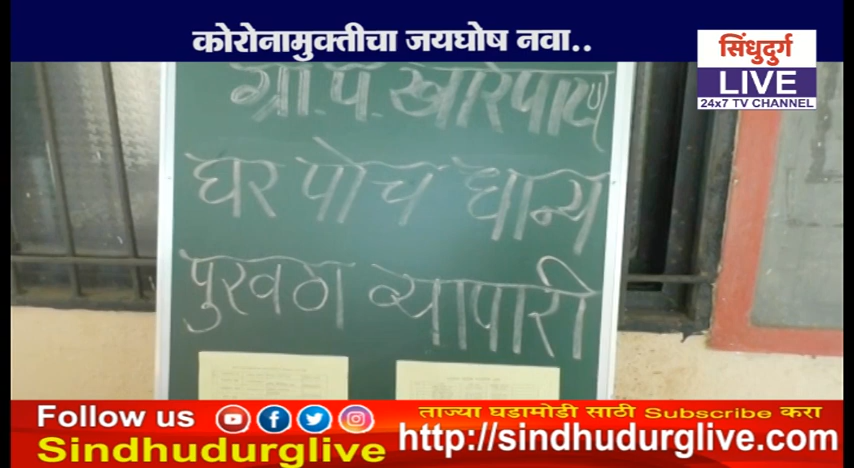 कोरोनामुक्तीचा जयघोष नवा..
सिंधुदुर्ग
LIVE
24x7 TV CHANNEL
ग्रा.पं. खारेपाटण
घर पोच धान्य
पुरवठा व्यापारी
Follow us
Sindhudurglive
ताज्या घडामोडी साठी Subscribe करा
http://sindhudurglive.com